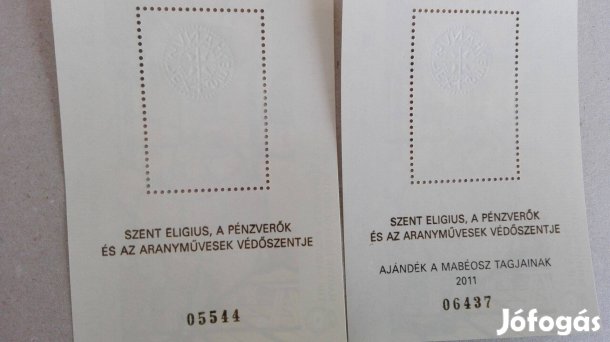 SZENT ELIGIUS, A PÉNZVERŐK
ÉS AZ ARANYMŰVESEK VÉDŐSZENTJE
05544
SZENT ELIGIUS, A PÉNZVERŐK
ÉS AZ ARANYMŰVESEK VÉDŐSZENTJE
AJÁNDÉK A MABÉOSZ TAGJAINAK
2011
06437
Jófogás